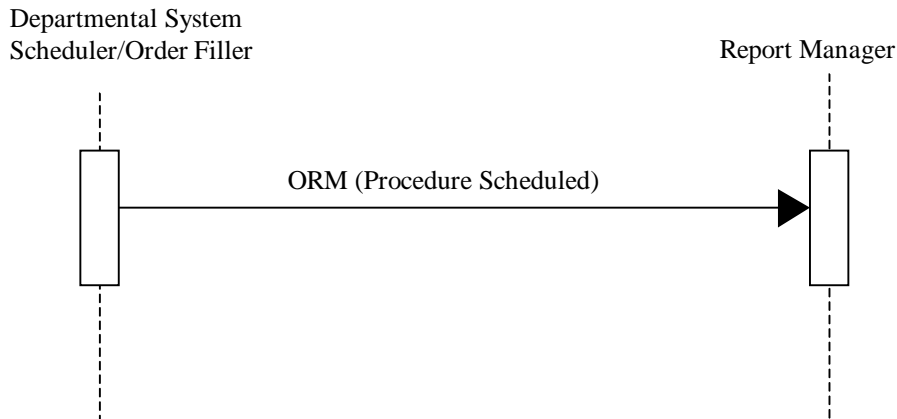 Departmental System
Scheduler/Order Filler
Report Manager
ORM (Procedure Scheduled)